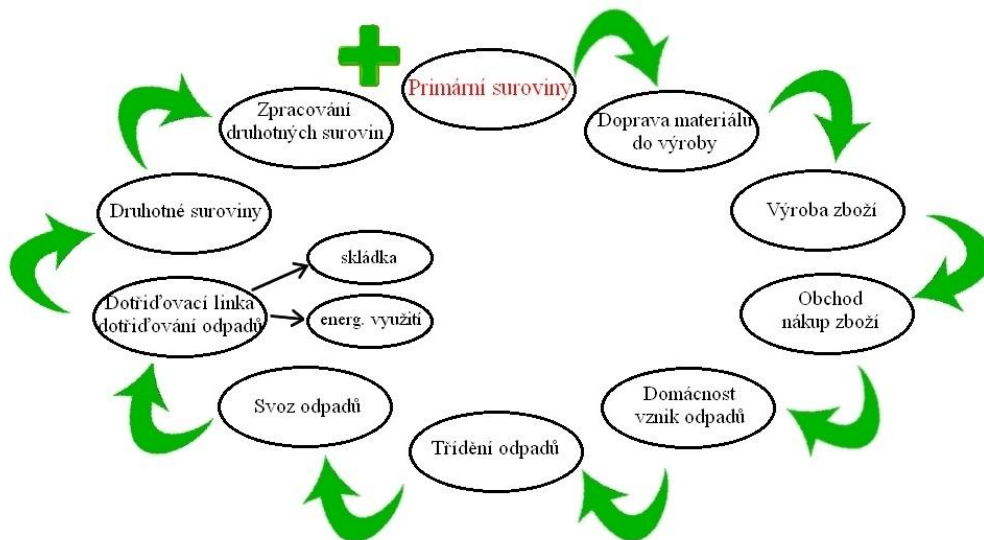 Primární suroviny
Doprava materiálu
do výroby
Výroba zboží
Obchod
nákup zboží
Domácnost
vznik odpadů
Třídění odpadů
Svoz odpadů
Dotřiďovací linka
dotřiďování odpadů
skládka
energ. využití
Druhotné suroviny
Zpracování
druhotných surovin